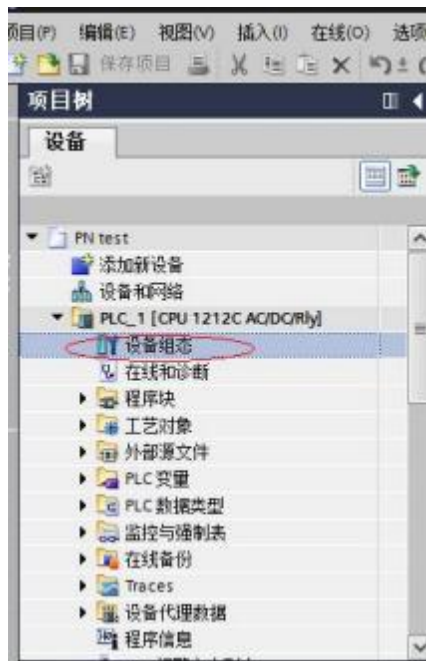 项目(P) 编辑(E) 视图(V) 插入(I) 在线(O) 选项
保存项目
项目树
设备
PN test
添加新设备
设备和网络
PLC_1 [CPU 1212C AC/DC/Rly]
设备组态
在线和诊断
程序块
工艺对象
外部源文件
PLC 变量
PLC 数据类型
监控与强制表
在线备份
Traces
设备代理数据
程序信息